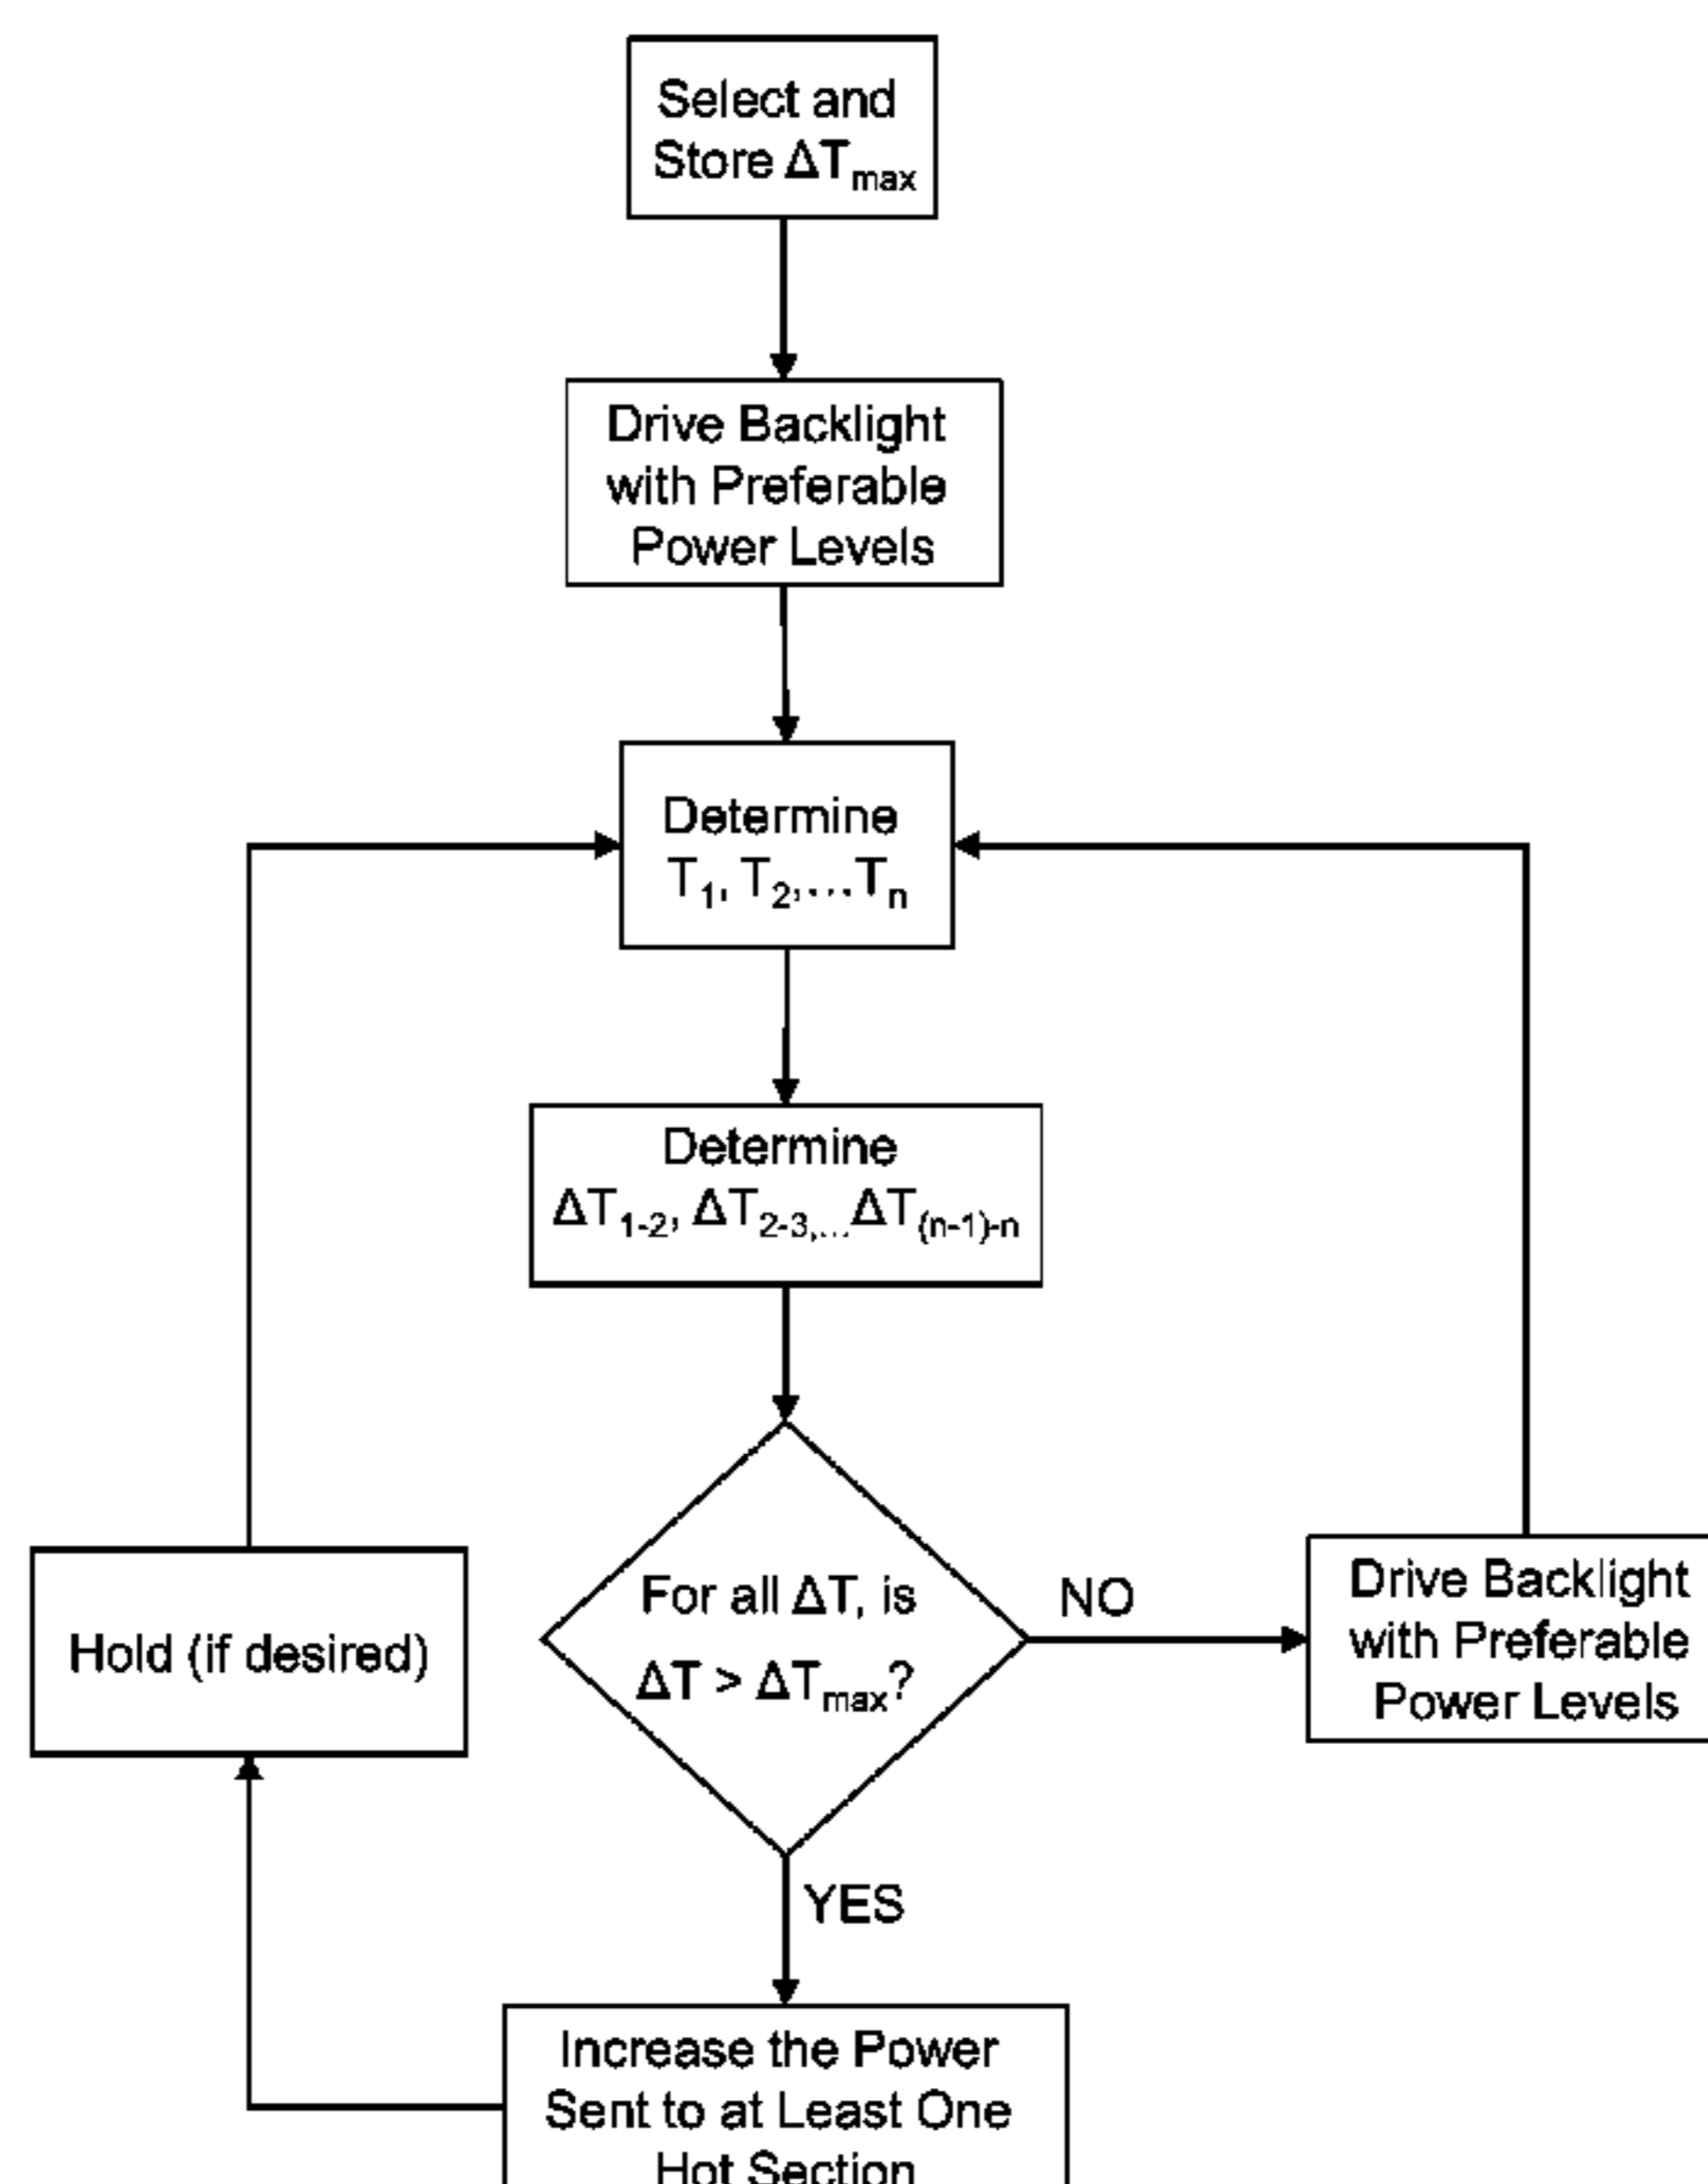 Select and
Store ΔTmax
Drive Backlight
with Preferable
Power Levels
Determine
T1, T2,...Tn
Determine
ΔT1-2, ΔT2-3,...ΔT(n-1)-n
For all ΔT, is
ΔT > ΔTmax?
NO
Drive Backlight
with Preferable
Power Levels
Hold (if desired)
YES
Increase the Power
Sent to at Least One
Hot Section